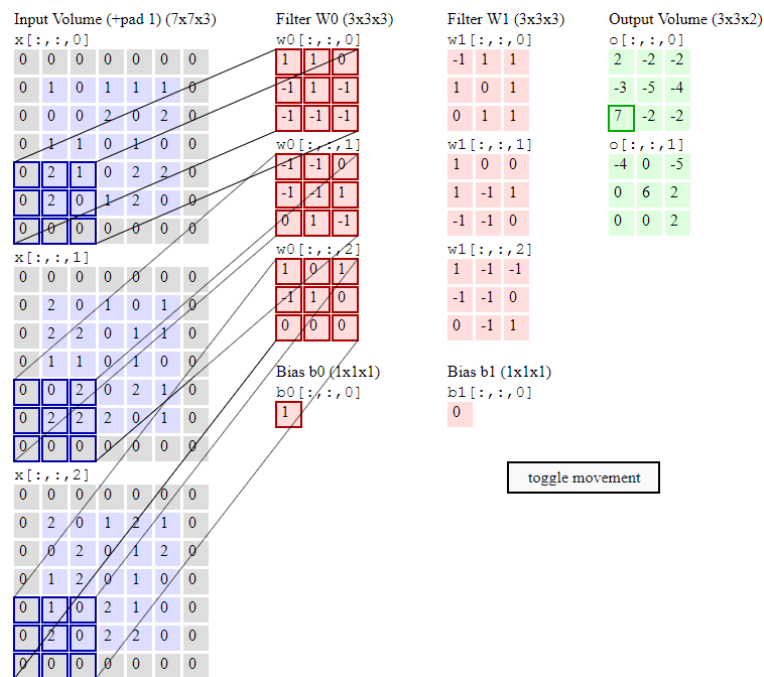 Input Volume (+pad 1) (7x7x3)
x[:,:,0]
0 0 0 0 0 0 0
0 1 0 1 1 1 0
0 0 0 2 0 2 0
0 1 1 0 1 0 0
0 2 1 0 2 2 0
0 2 0 1 2 0 0
0 0 0 0 0 0 0
x[:,:,1]
0 0 0 0 0 0 0
0 2 0 1 0 1 0
0 2 2 0 1 1 0
0 1 1 0 1 0 0
0 0 2 0 2 1 0
0 2 2 2 0 1 0
0 0 0 0 0 0 0
x[:,:,2]
0 0 0 0 0 0 0
0 2 0 1 2 1 0
0 0 2 0 1 2 0
0 1 2 0 1 0 0
0 1 0 2 1 0 0
0 2 0 2 2 0 0
0 0 0 0 0 0 0
Filter W0 (3x3x3)
w0[:,:,0]
1 1 0
-1 1 -1
-1 -1 -1
w0[:,:,1]
-1 -1 0
-1 1 1
0 1 -1
w0[:,:,2]
1 0 1
-1 1 0
0 0 0
Bias b0 (1x1x1)
b0[:,:,0]
1
Filter W1 (3x3x3)
w1[:,:,0]
-1 1 1
1 0 1
0 1 1
w1[:,:,1]
1 0 0
1 -1 1
-1 -1 0
w1[:,:,2]
1 -1 -1
-1 -1 0
0 -1 1
Bias b1 (1x1x1)
b1[:,:,0]
0
Output Volume (3x3x2)
o[:,:,0]
2 -2 -2
-3 -5 -4
7 -2 -2
o[:,:,1]
-4 0 -5
0 6 2
0 0 2
toggle movement